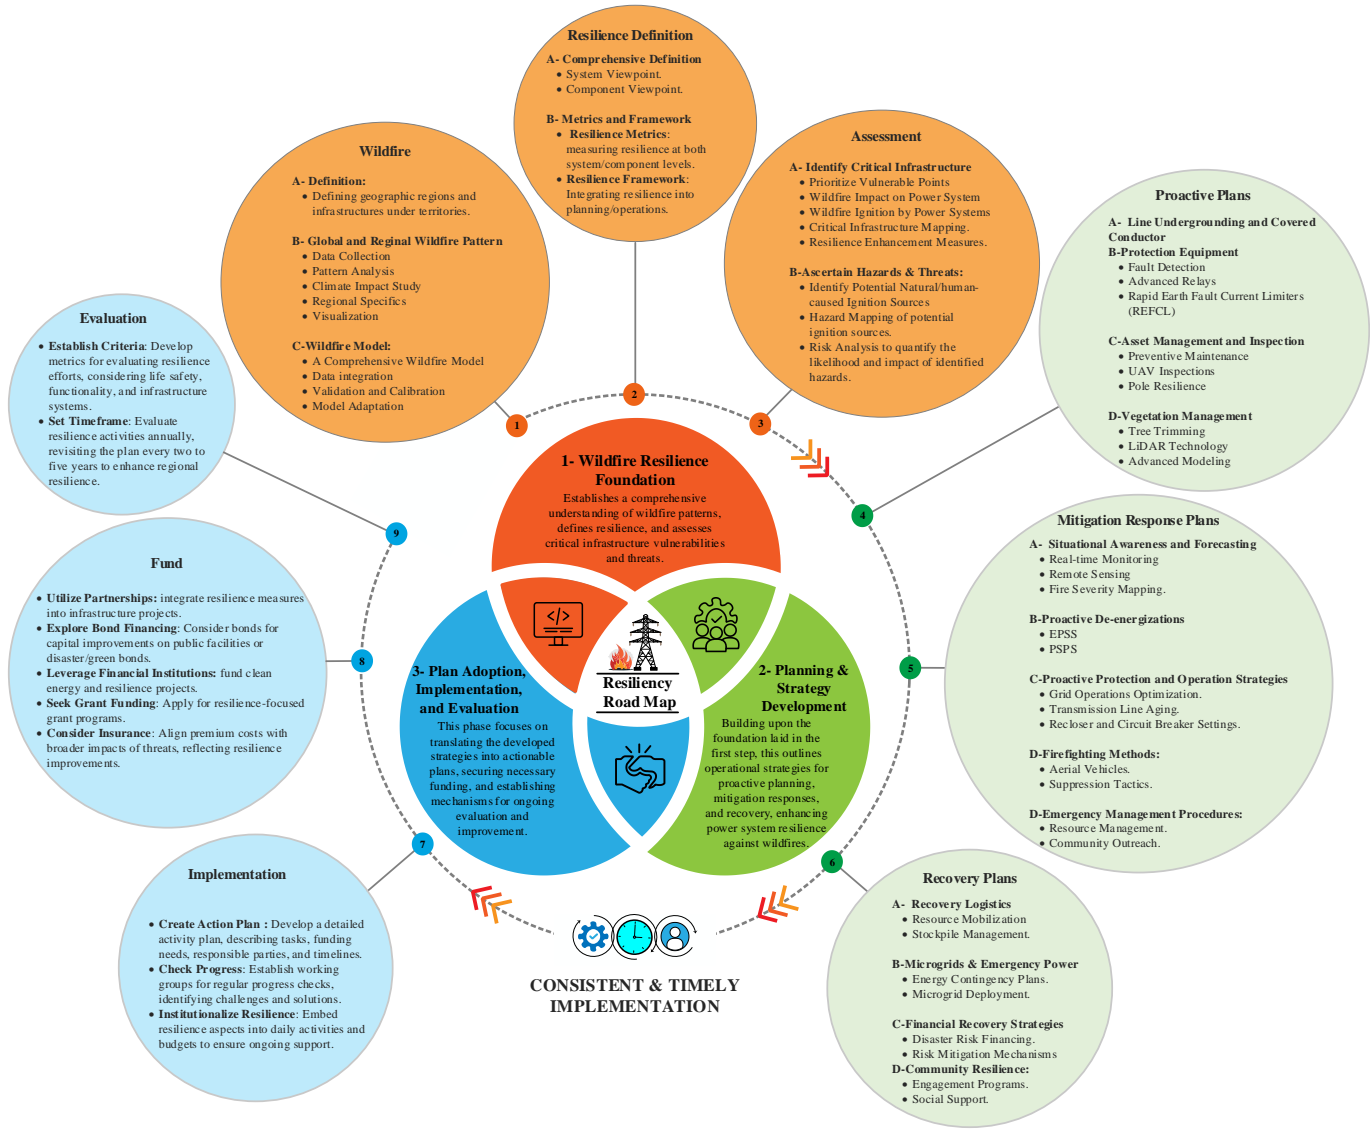 Resilience Definition
A- Comprehensive Definition
• System Viewpoint.
• Component Viewpoint.
B- Metrics and Framework
• Resilience Metrics:
measuring resilience at both
system/component levels.
• Resilience Framework:
Integrating resilience into
planning/operations.
Wildfire
A- Definition:
• Defining geographic regions and
infrastructures under territories.
B- Global and Reginal Wildfire Pattern
• Data Collection
• Pattern Analysis
• Climate Impact Study
• Regional Specifics
• Visualization
C-Wildfire Model:
• A Comprehensive Wildfire Model
• Data integration
• Validation and Calibration
• Model Adaptation
Assessment
A- Identify Critical Infrastructure
• Prioritize Vulnerable Points
• Wildfire Impact on Power System
• Wildfire Ignition by Power Systems
• Critical Infrastructure Mapping.
• Resilience Enhancement Measures.
B-Ascertain Hazards & Threats:
• Identify Potential Natural/human-
caused Ignition Sources
• Hazard Mapping of potential
ignition sources.
• Risk Analysis to quantify the
likelihood and impact of identified
hazards.
Proactive Plans
A- Line Undergrounding and Covered
Conductor
B-Protection Equipment
• Fault Detection
• Advanced Relays
• Rapid Earth Fault Current Limiters
(REFCL)
C-Asset Management and Inspection
• Preventive Maintenance
• UAV Inspections
• Pole Resilience
D-Vegetation Management
• Tree Trimming
• LiDAR Technology
• Advanced Modeling
Mitigation Response Plans
A- Situational Awareness and Forecasting
• Real-time Monitoring
• Remote Sensing
• Fire Severity Mapping.
B-Proactive De-energizations
• EPSS
• PSPS
C-Proactive Protection and Operation Strategies
• Grid Operations Optimization.
• Transmission Line Aging.
• Recloser and Circuit Breaker Settings.
D-Firefighting Methods:
• Aerial Vehicles.
• Suppression Tactics.
D-Emergency Management Procedures:
• Resource Management.
• Community Outreach.
Recovery Plans
A- Recovery Logistics
• Resource Mobilization
• Stockpile Management.
B-Microgrids & Emergency Power
• Energy Contingency Plans.
• Microgrid Deployment.
C-Financial Recovery Strategies
• Disaster Risk Financing.
• Risk Mitigation Mechanisms
D-Community Resilience:
• Engagement Programs.
• Social Support.
Implementation
• Create Action Plan : Develop a detailed
activity plan, describing tasks, funding
needs, responsible parties, and timelines.
• Check Progress: Establish working
groups for regular progress checks,
identifying challenges and solutions.
• Institutionalize Resilience: Embed
resilience aspects into daily activities and
budgets to ensure ongoing support.
Fund
• Utilize Partnerships: integrate resilience measures
into infrastructure projects.
• Explore Bond Financing: Consider bonds for
capital improvements on public facilities or
disaster/green bonds.
• Leverage Financial Institutions: fund clean
energy and resilience projects.
• Seek Grant Funding: Apply for resilience-focused
grant programs.
• Consider Insurance: Align premium costs with
broader impacts of threats, reflecting resilience
improvements.
Evaluation
• Establish Criteria: Develop
metrics for evaluating resilience
efforts, considering life safety,
functionality, and infrastructure
systems.
• Set Timeframe: Evaluate
resilience activities annually,
revisiting the plan every two to
five years to enhance regional
resilience.
1
2
3
4
5
6
7
8
9
1- Wildfire Resilience
Foundation
Establishes a comprehensive
understanding of wildfire patterns,
defines resilience, and assesses
critical infrastructure vulnerabilities
and threats.
</>
Resiliency
Road Map
2- Planning &
Strategy
Development
Building upon the
foundation laid in the
first step, this outlines
operational strategies for
proactive planning,
mitigation responses,
and recovery, enhancing
power system resilience
against wildfires.
3- Plan Adoption,
Implementation,
and Evaluation
This phase focuses on
translating the developed
strategies into actionable
plans, securing necessary
funding, and establishing
mechanisms for ongoing
evaluation and
improvement.
CONSISTENT & TIMELY
IMPLEMENTATION